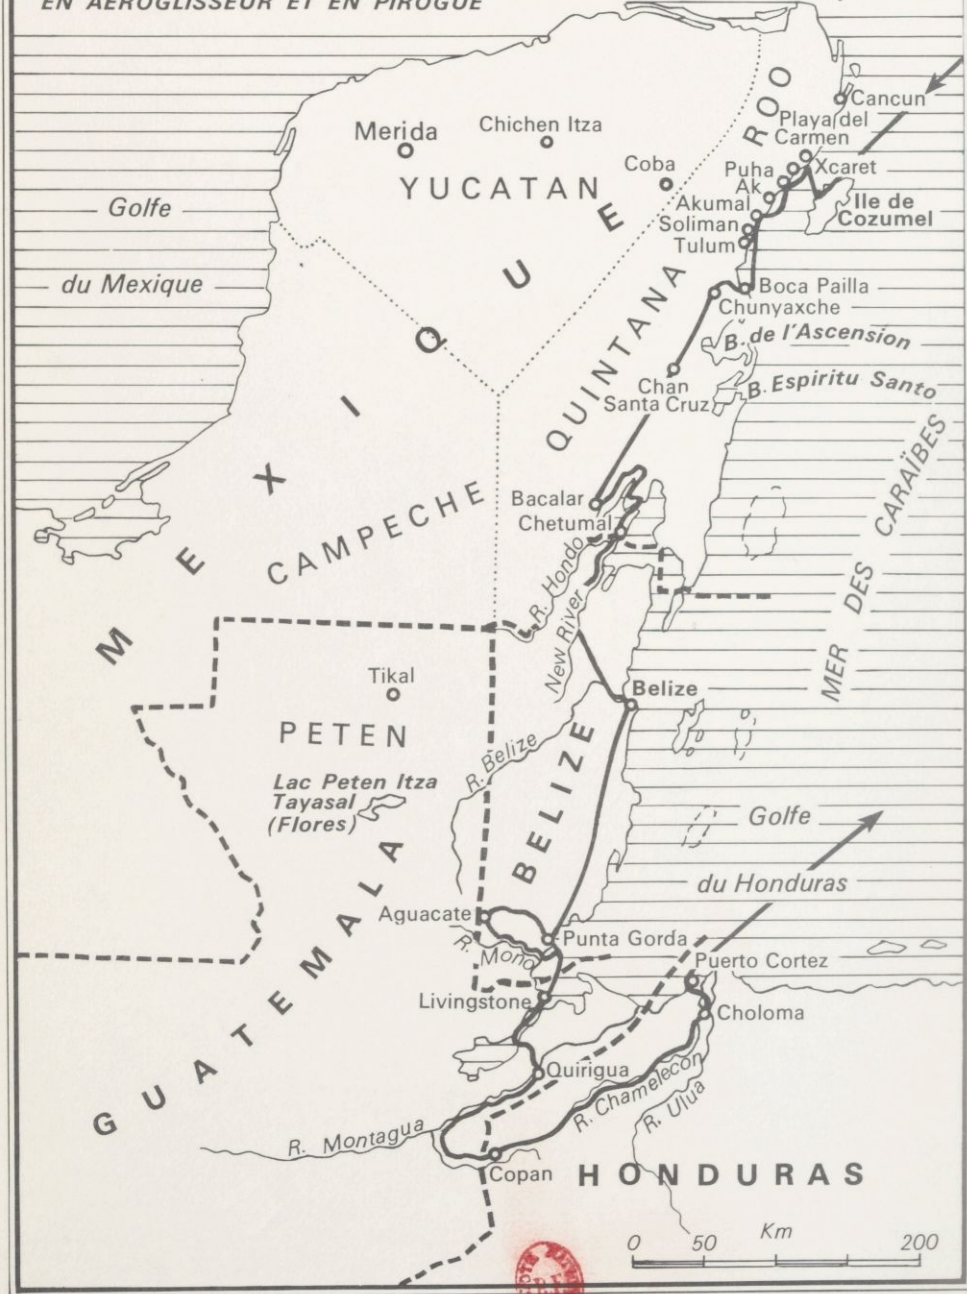 EN AÉROGLISSEUR ET EN PIROGUE
Cancun
Playa del
Carmen
Merida
Chichen Itza
ROO
Coba
Puha
Xcaret
Ak
YUCATAN
Akumal
Ile de
Cozumel
Golfe
du Mexique
Soliman
Tulum
Boca Pailla
Chunyaxche
B. de l'Ascension
QUINTANA
Chan
Santa Cruz
B. Espiritu Santo
MEXIQUE
CAMPECHE
Bacalar
Chetumal
MER DES CARAÏBES
R. Hondo
New River
Tikal
PETEN
Belize
R. Belize
Lac Peten Itza
Tayasal
(Flores)
BELIZE
Golfe
du Honduras
GUATEMALA
Aguacate
Punta Gorda
R. Mono
Puerto Cortez
Livingstone
Choloma
Quirigua
R. Chamelecon
R. Ulua
R. Montagua
Copan
HONDURAS
Km
0 50 200